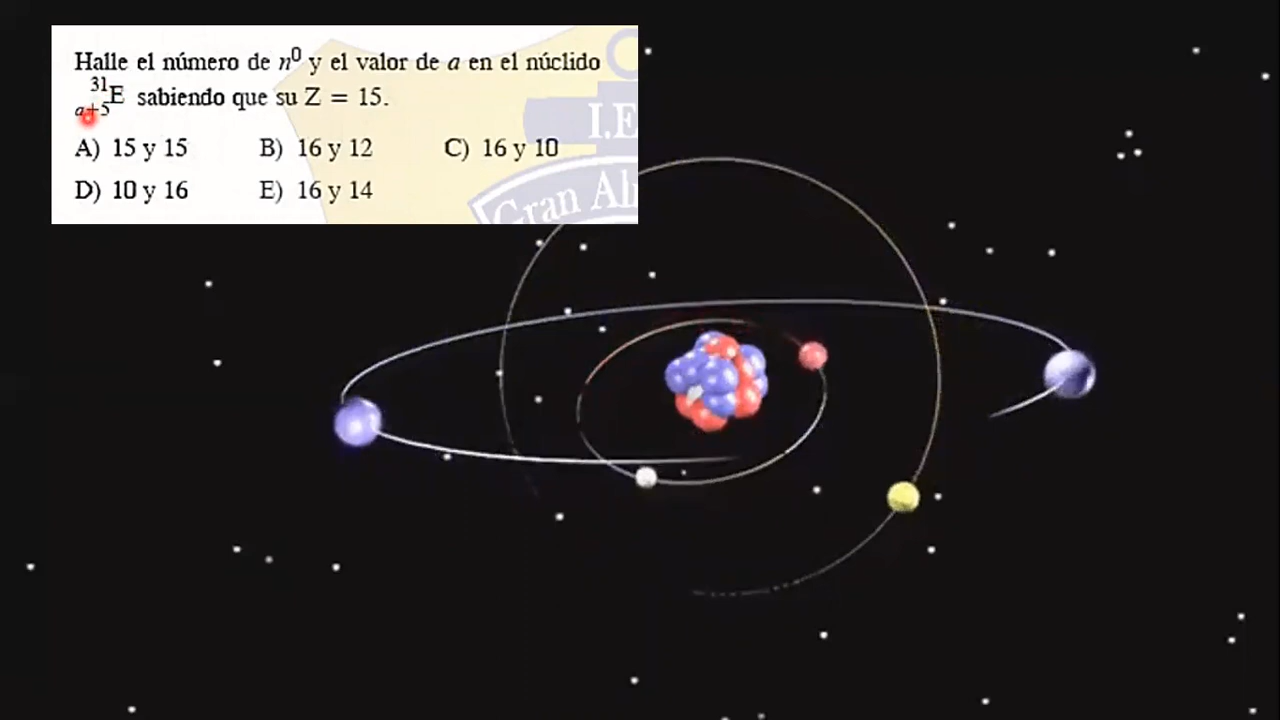 Halle el número de n⁰ y el valor de a en el núclido
³¹ₐ₊₅E sabiendo que su Z = 15.
A) 15 y 15 B) 16 y 12 C) 16 y 10
D) 10 y 16 E) 16 y 14
I.E
Gran